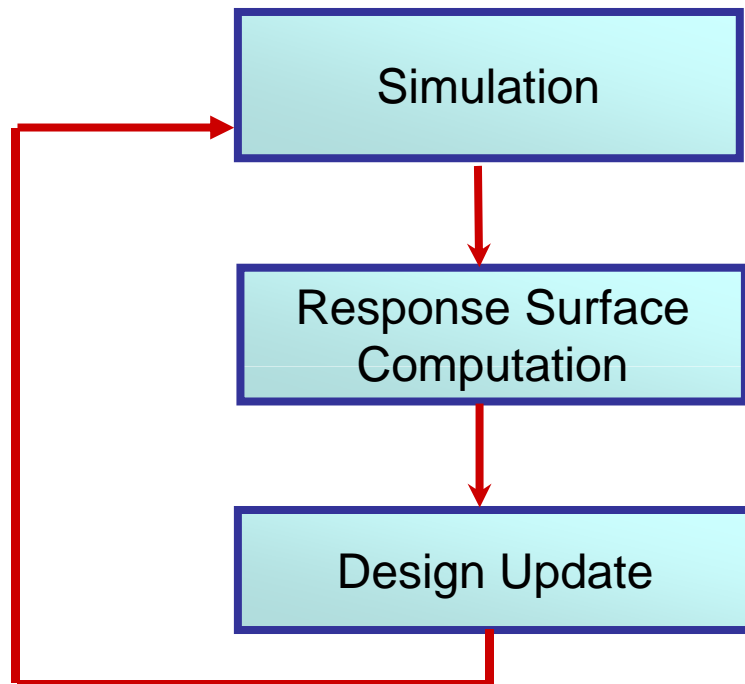 Simulation
Response Surface
Computation
Design Update